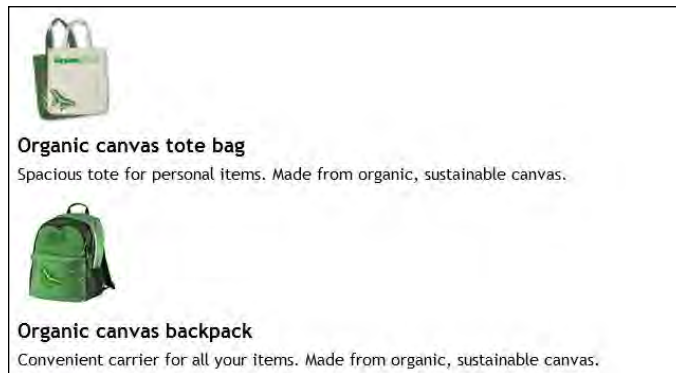 Organic canvas tote bag
Spacious tote for personal items. Made from organic, sustainable canvas.
Organic canvas backpack
Convenient carrier for all your items. Made from organic, sustainable canvas.